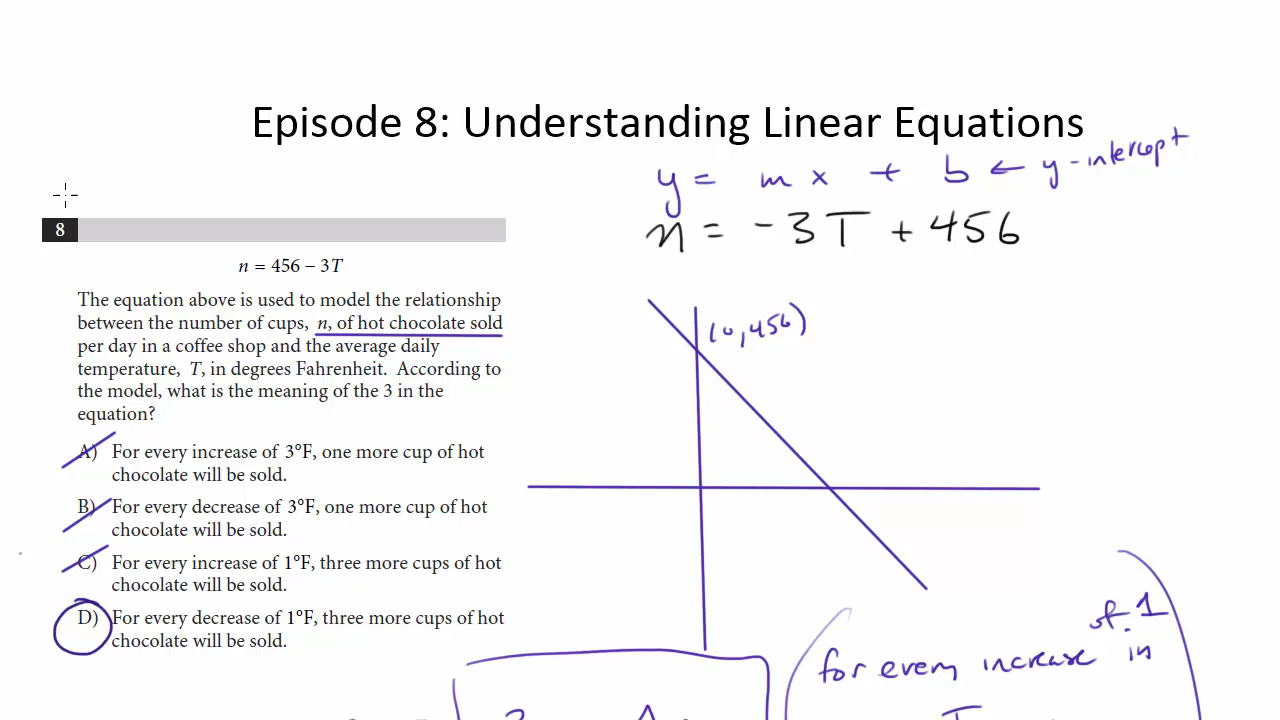 Episode 8: Understanding Linear Equations
y = mx + b ← y-intercept
n = -3T + 456
8
n = 456 − 3T
The equation above is used to model the relationship
between the number of cups, n, of hot chocolate sold
per day in a coffee shop and the average daily
temperature, T, in degrees Fahrenheit. According to
the model, what is the meaning of the 3 in the
equation?
A) For every increase of 3°F, one more cup of hot
chocolate will be sold.
B) For every decrease of 3°F, one more cup of hot
chocolate will be sold.
C) For every increase of 1°F, three more cups of hot
chocolate will be sold.
D) For every decrease of 1°F, three more cups of hot
chocolate will be sold.
(0,456)
of 1
for every increase in
T